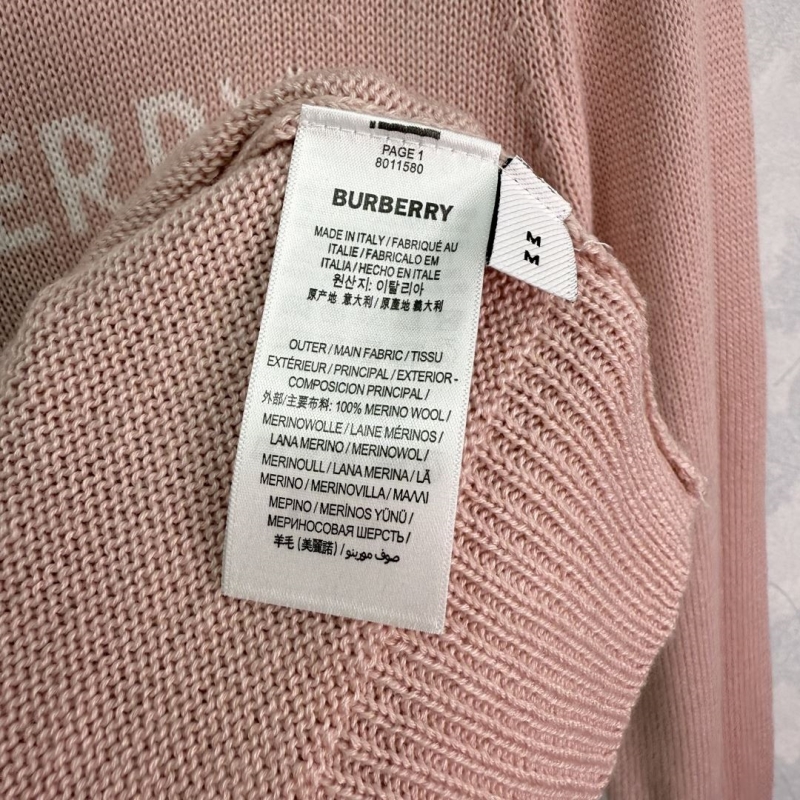 PAGE 1
8011580
BURBERRY
MADE IN ITALY / FABRIQUÉ AU
ITALIE / FABRICALO EM
ITALIA / HECHO EN ITALE
원산지: 이탈리아
原产地 意大利 / 原產地 義大利
OUTER / MAIN FABRIC / TISSU
EXTÉRIEUR / PRINCIPAL / EXTERIOR -
COMPOSICION PRINCIPAL /
外部/主要布料: 100% MERINO WOOL /
MERINOWOLLE / LAINE MÉRINOS /
LANA MERINO / MERINOWOL /
MERINOULL / LANA MERINA / LÃ
MERINO / MERINOVILLA / ΜΑΛΛΙ
ΜΕΡΙΝΟ / MERİNOS YÜNÜ /
МЕРИНОСОВАЯ ШЕРСТЬ /
羊毛 (美麗諾) / صوف مورينو
M
M
ERB